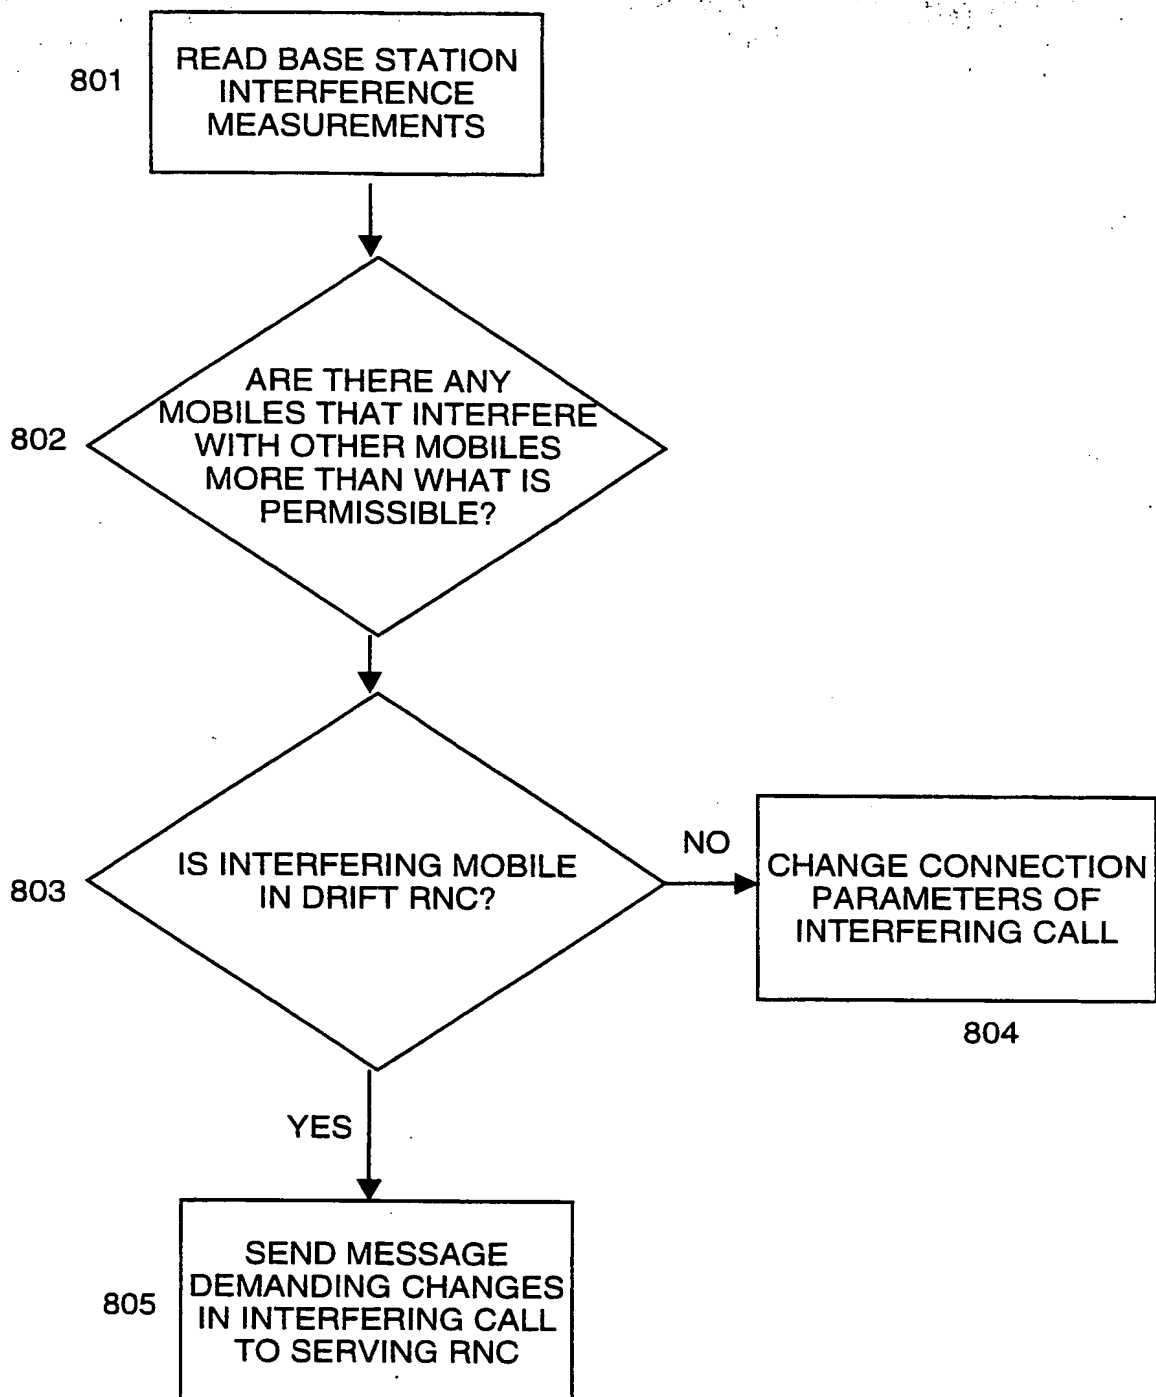 801
READ BASE STATION
INTERFERENCE
MEASUREMENTS
802
ARE THERE ANY
MOBILES THAT INTERFERE
WITH OTHER MOBILES
MORE THAN WHAT IS
PERMISSIBLE?
803
IS INTERFERING MOBILE
IN DRIFT RNC?
NO
CHANGE CONNECTION
PARAMETERS OF
INTERFERING CALL
804
YES
805
SEND MESSAGE
DEMANDING CHANGES
IN INTERFERING CALL
TO SERVING RNC